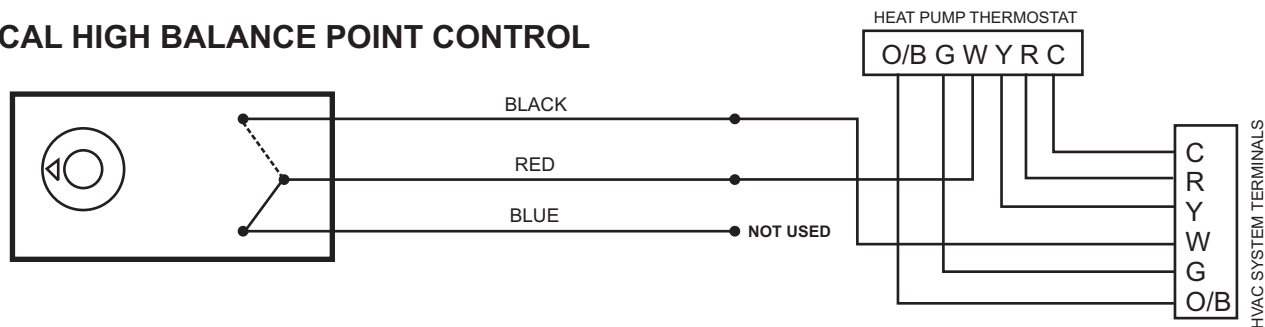 CAL HIGH BALANCE POINT CONTROL
HEAT PUMP THERMOSTAT
O/B G W Y R C
BLACK
RED
BLUE
NOT USED
C
R
Y
W
G
O/B
HVAC SYSTEM TERMINALS